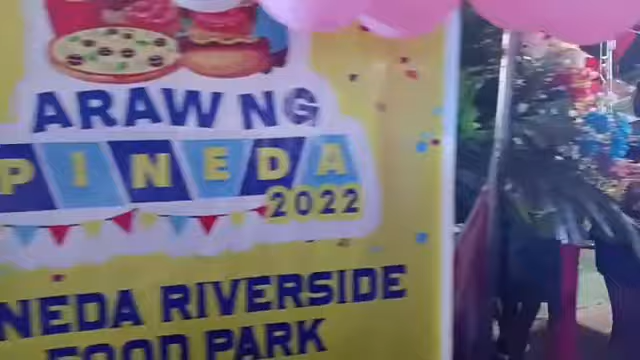 ARAW NG
PINEDA
2022
NEDA RIVERSIDE
FOOD PARK